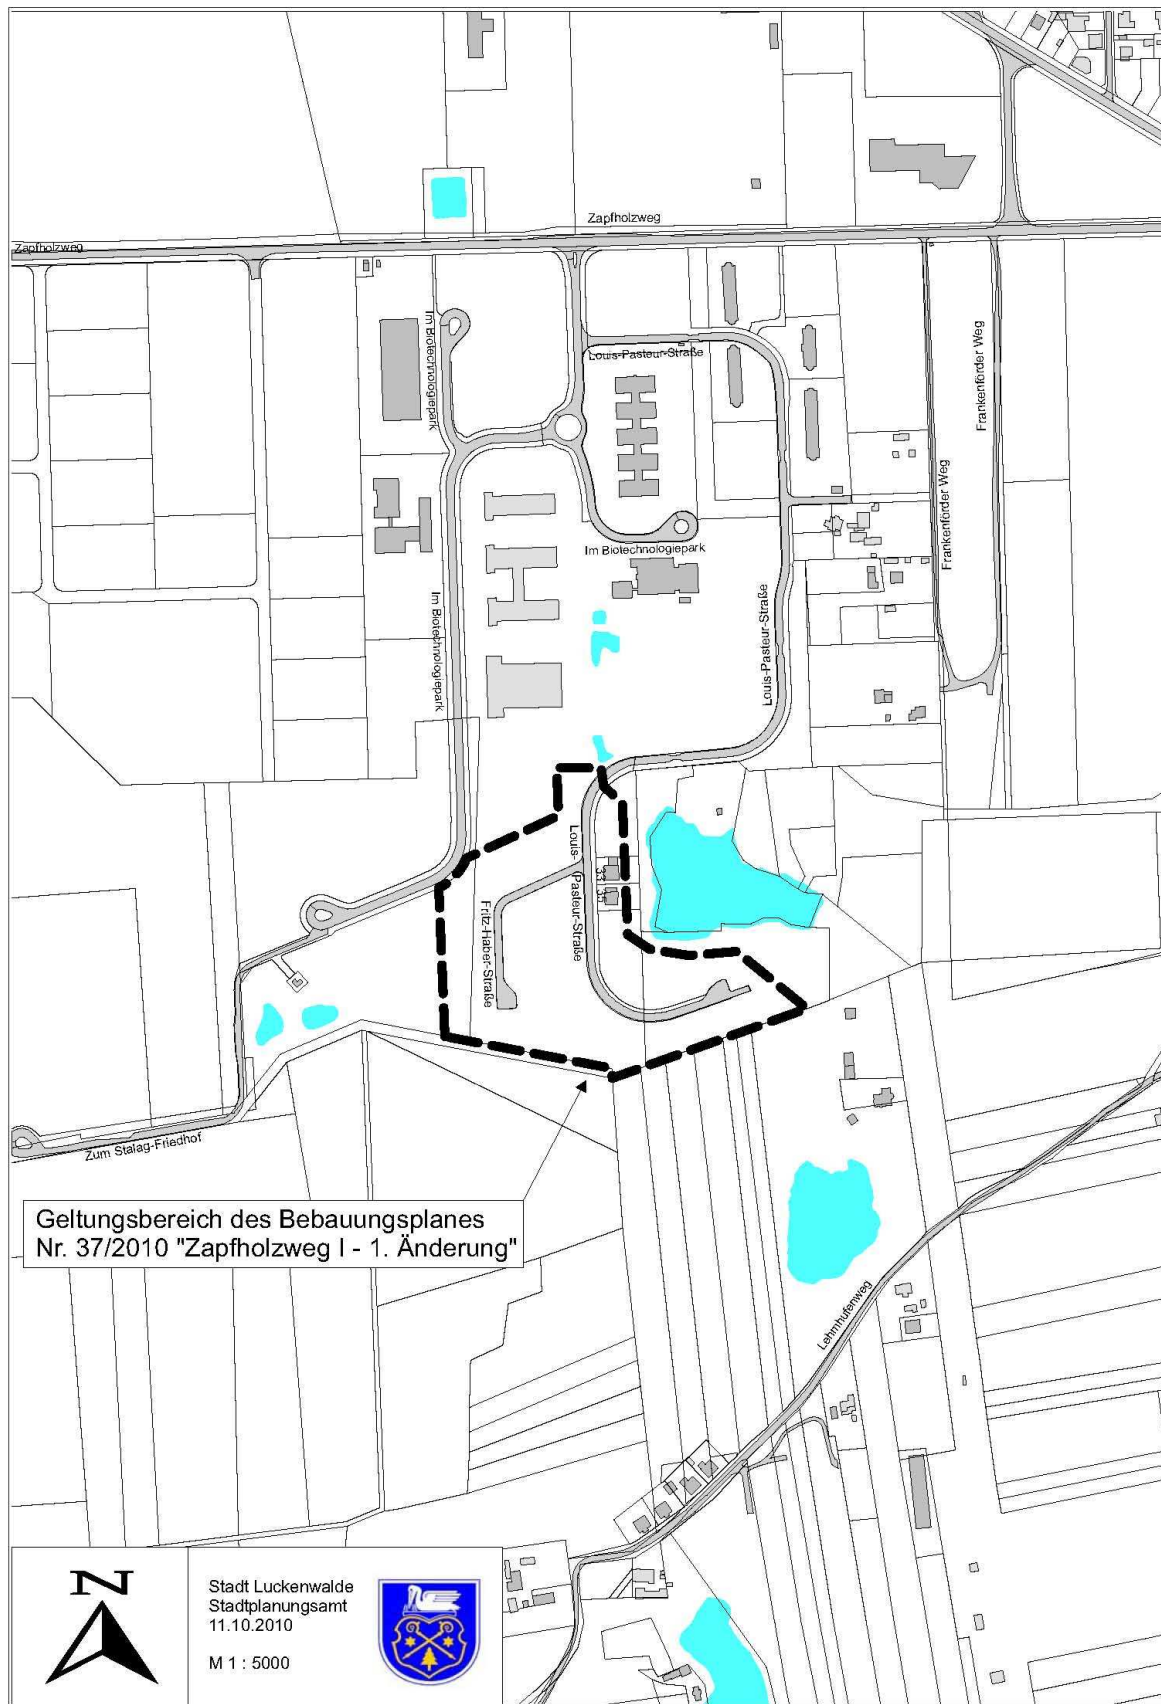 Zapfholzweg
Zapfholzweg
Im Biotechnologiepark
Louis-Pasteur-Straße
Frankenförder Weg
Frankenförder Weg
Im Biotechnologiepark
Im Biotechnologiepark
Louis-Pasteur-Straße
Louis-
Pasteur-Straße
33
35
Fritz-Haber-Straße
Zum Stalag-Friedhof
Geltungsbereich des Bebauungsplanes
Nr. 37/2010 "Zapfholzweg I - 1. Änderung"
Lehmhufenweg
N
Stadt Luckenwalde
Stadtplanungsamt
11.10.2010
M 1 : 5000